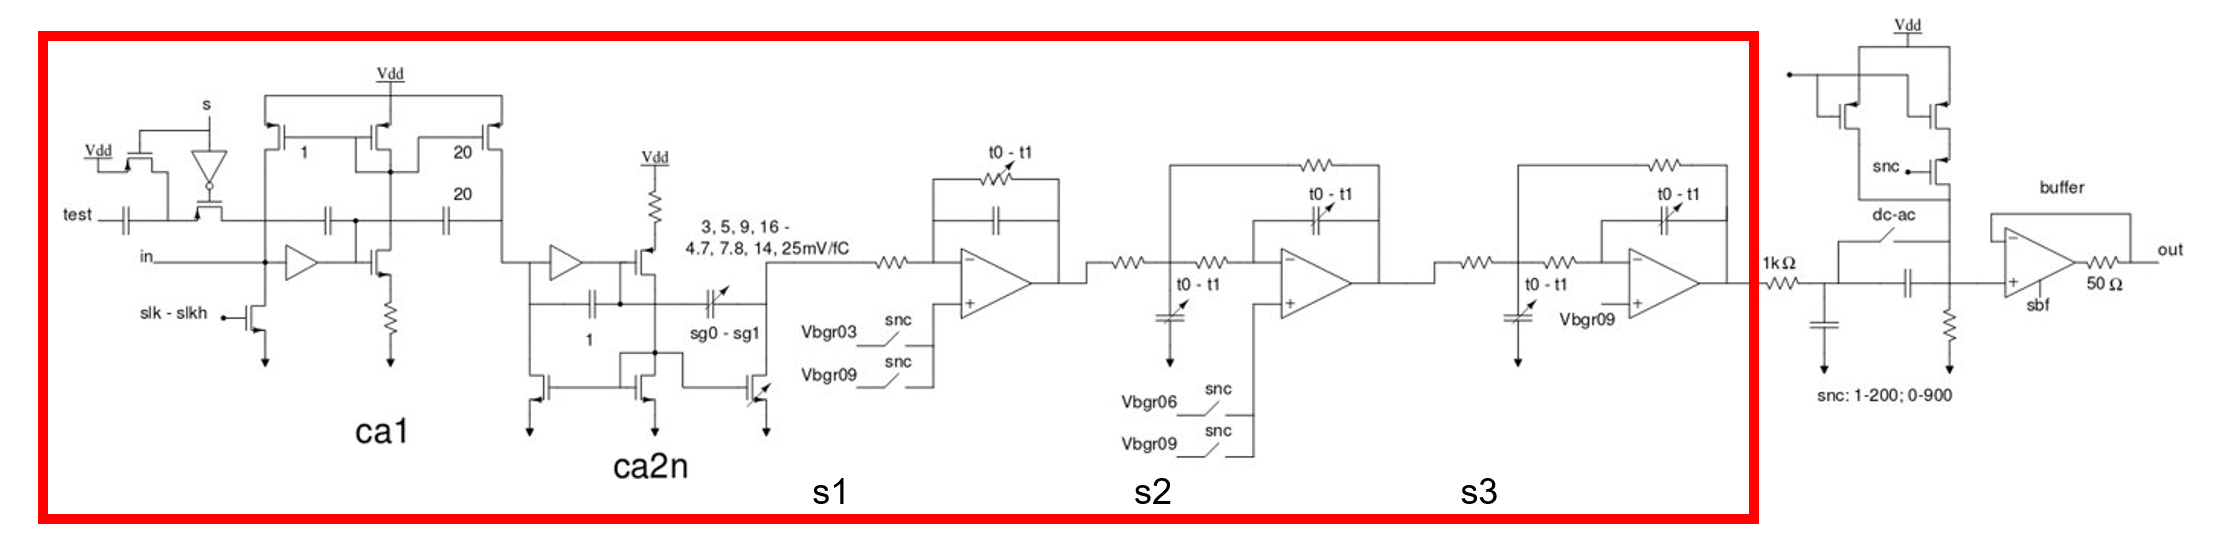 Vdd
Vdd
s
Vdd
1
20
snc
t0 - t1
Vdd
20
t0 - t1
t0 - t1
buffer
test
3, 5, 9, 16 -
4.7, 7.8, 14, 25mV/fC
dc-ac
in
out
1kΩ
t0 - t1
t0 - t1
50 Ω
slk - slkh
sbf
snc
Vbgr09
1
sg0 - sg1
Vbgr03
snc
Vbgr09
snc
snc: 1-200; 0-900
Vbgr06
ca1
snc
Vbgr09
ca2n
s1
s2
s3